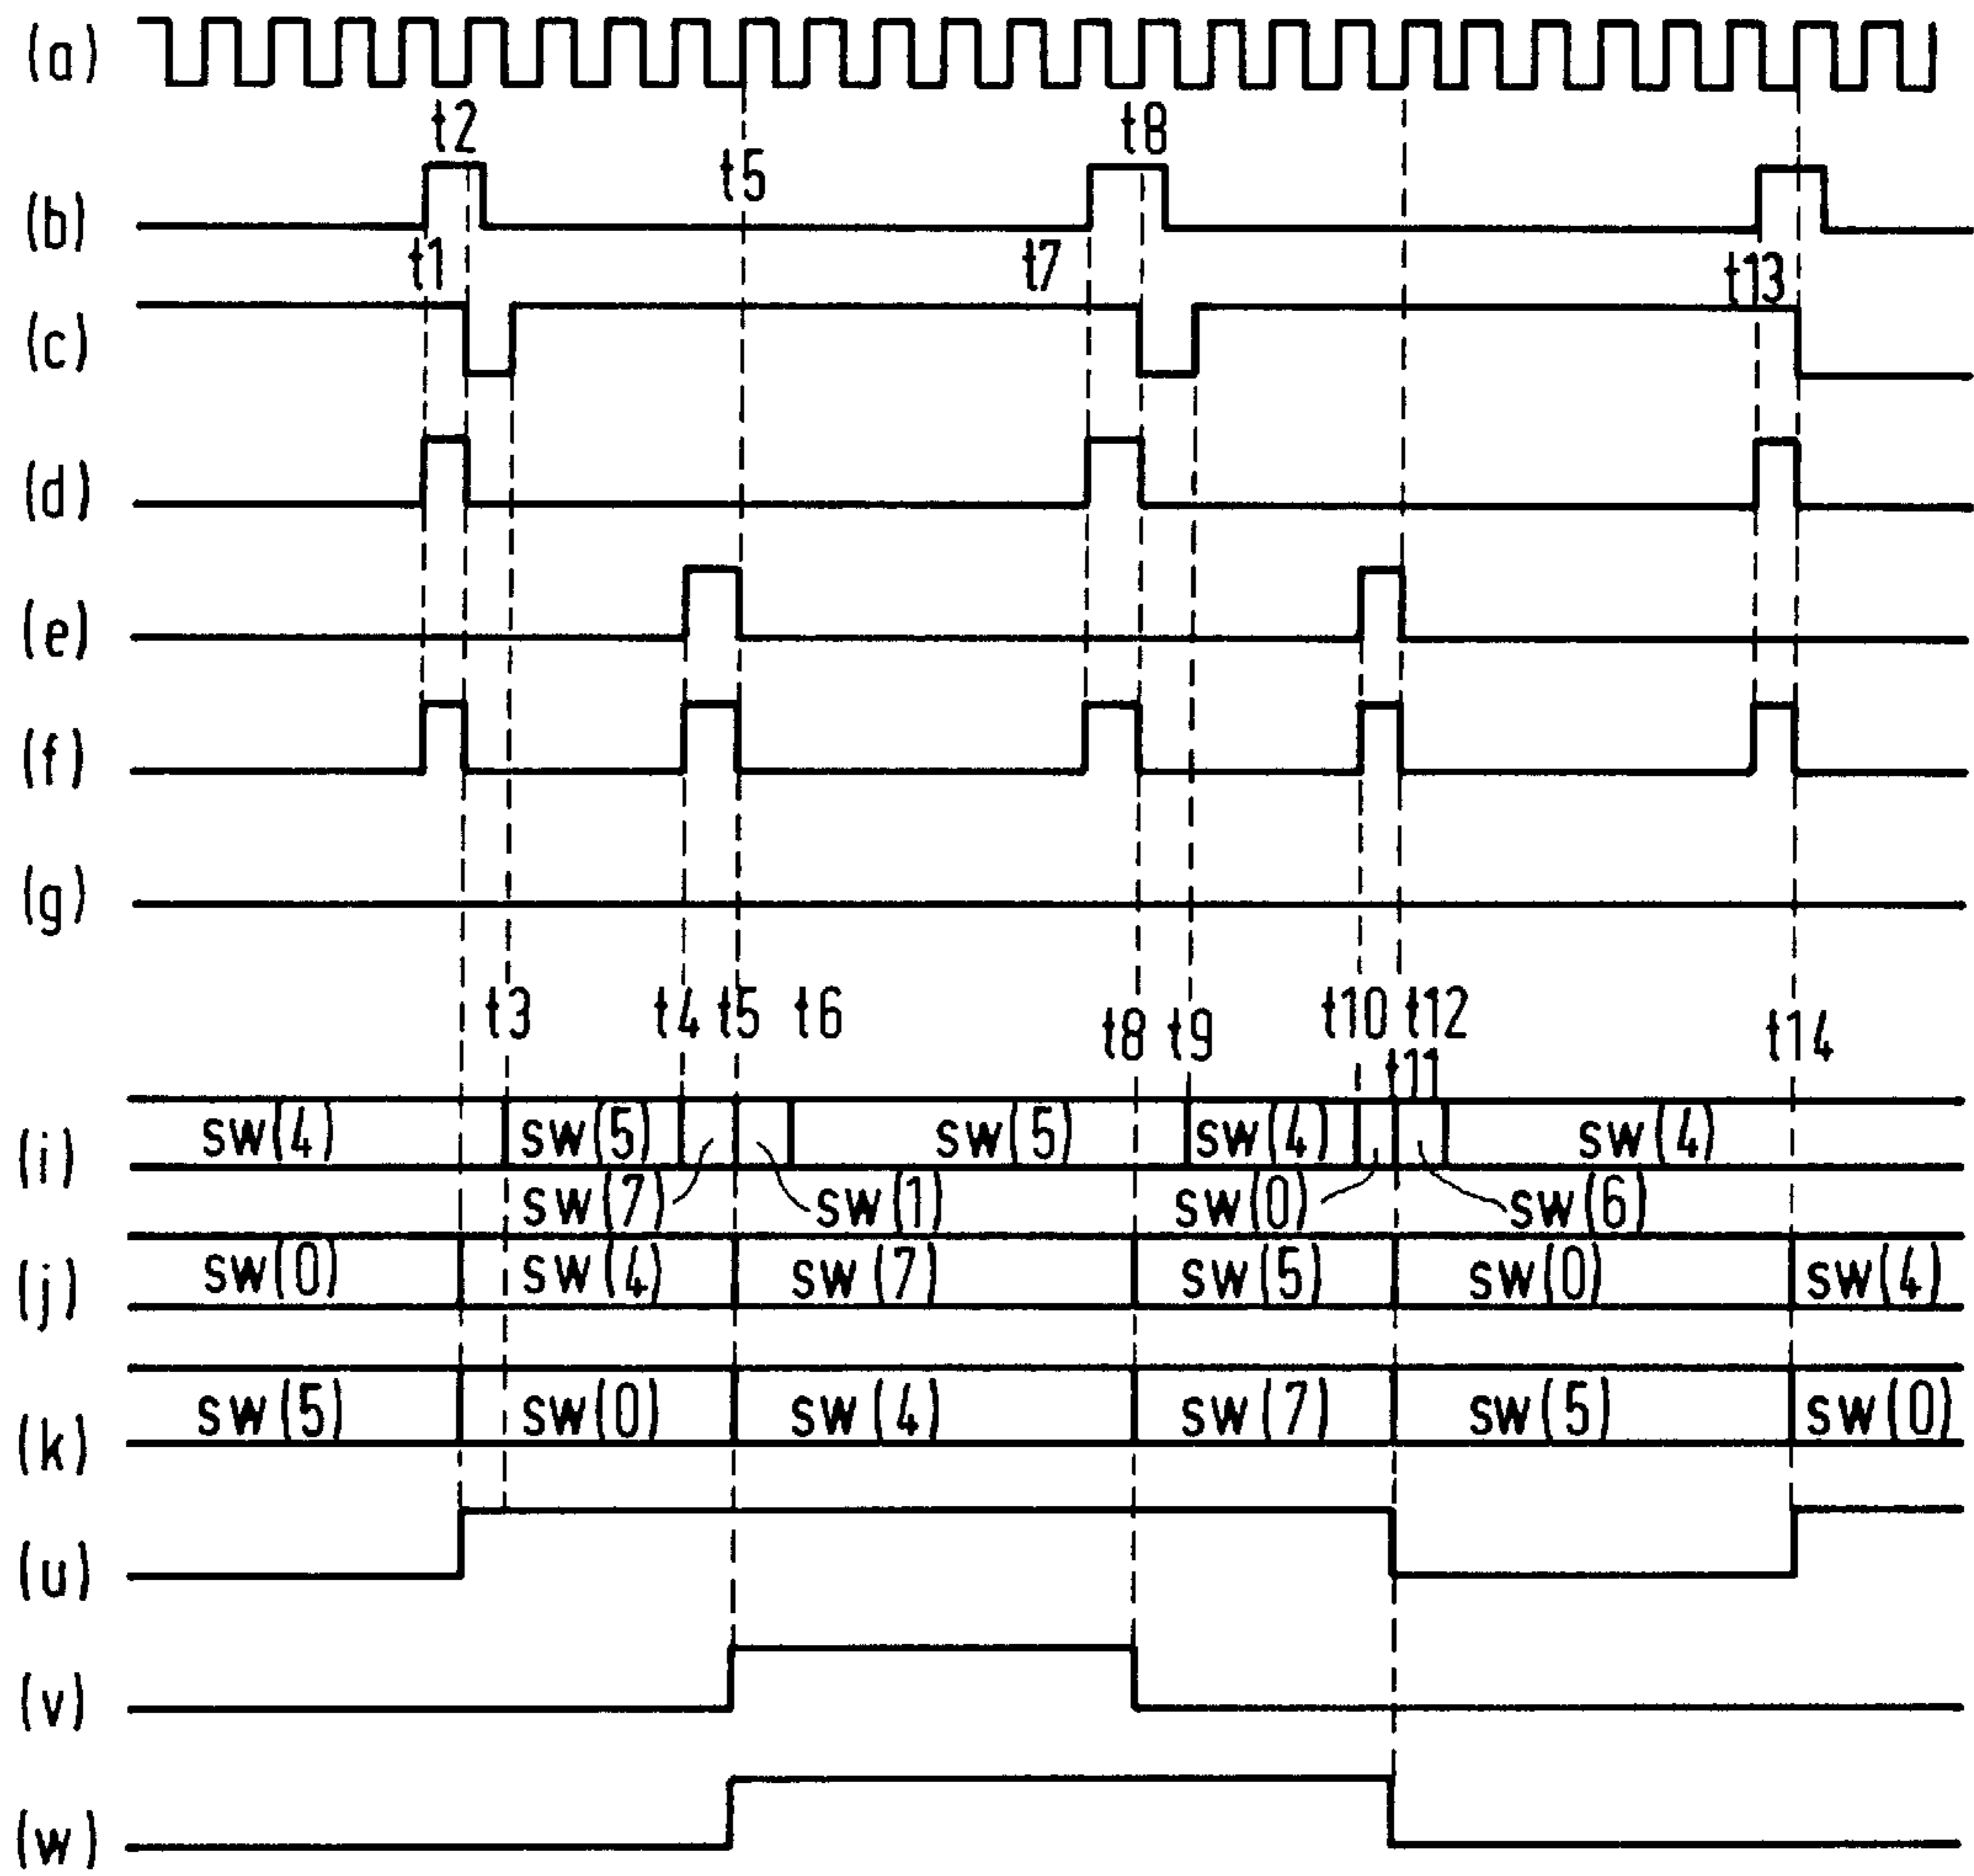 (a)
t2 t8
t5
(b)
t1 t7 t13
(c)
(d)
(e)
(f)
(g)
t3 t4 t5 t6 t8 t9 t10 t12 t14
t11
(i) sw(4) sw(5) sw(5) sw(4) sw(4)
sw(7) sw(1) sw(0) sw(6)
(j) sw(0) sw(4) sw(7) sw(5) sw(0) sw(4)
(k) sw(5) sw(0) sw(4) sw(7) sw(5) sw(0)
(u)
(v)
(w)